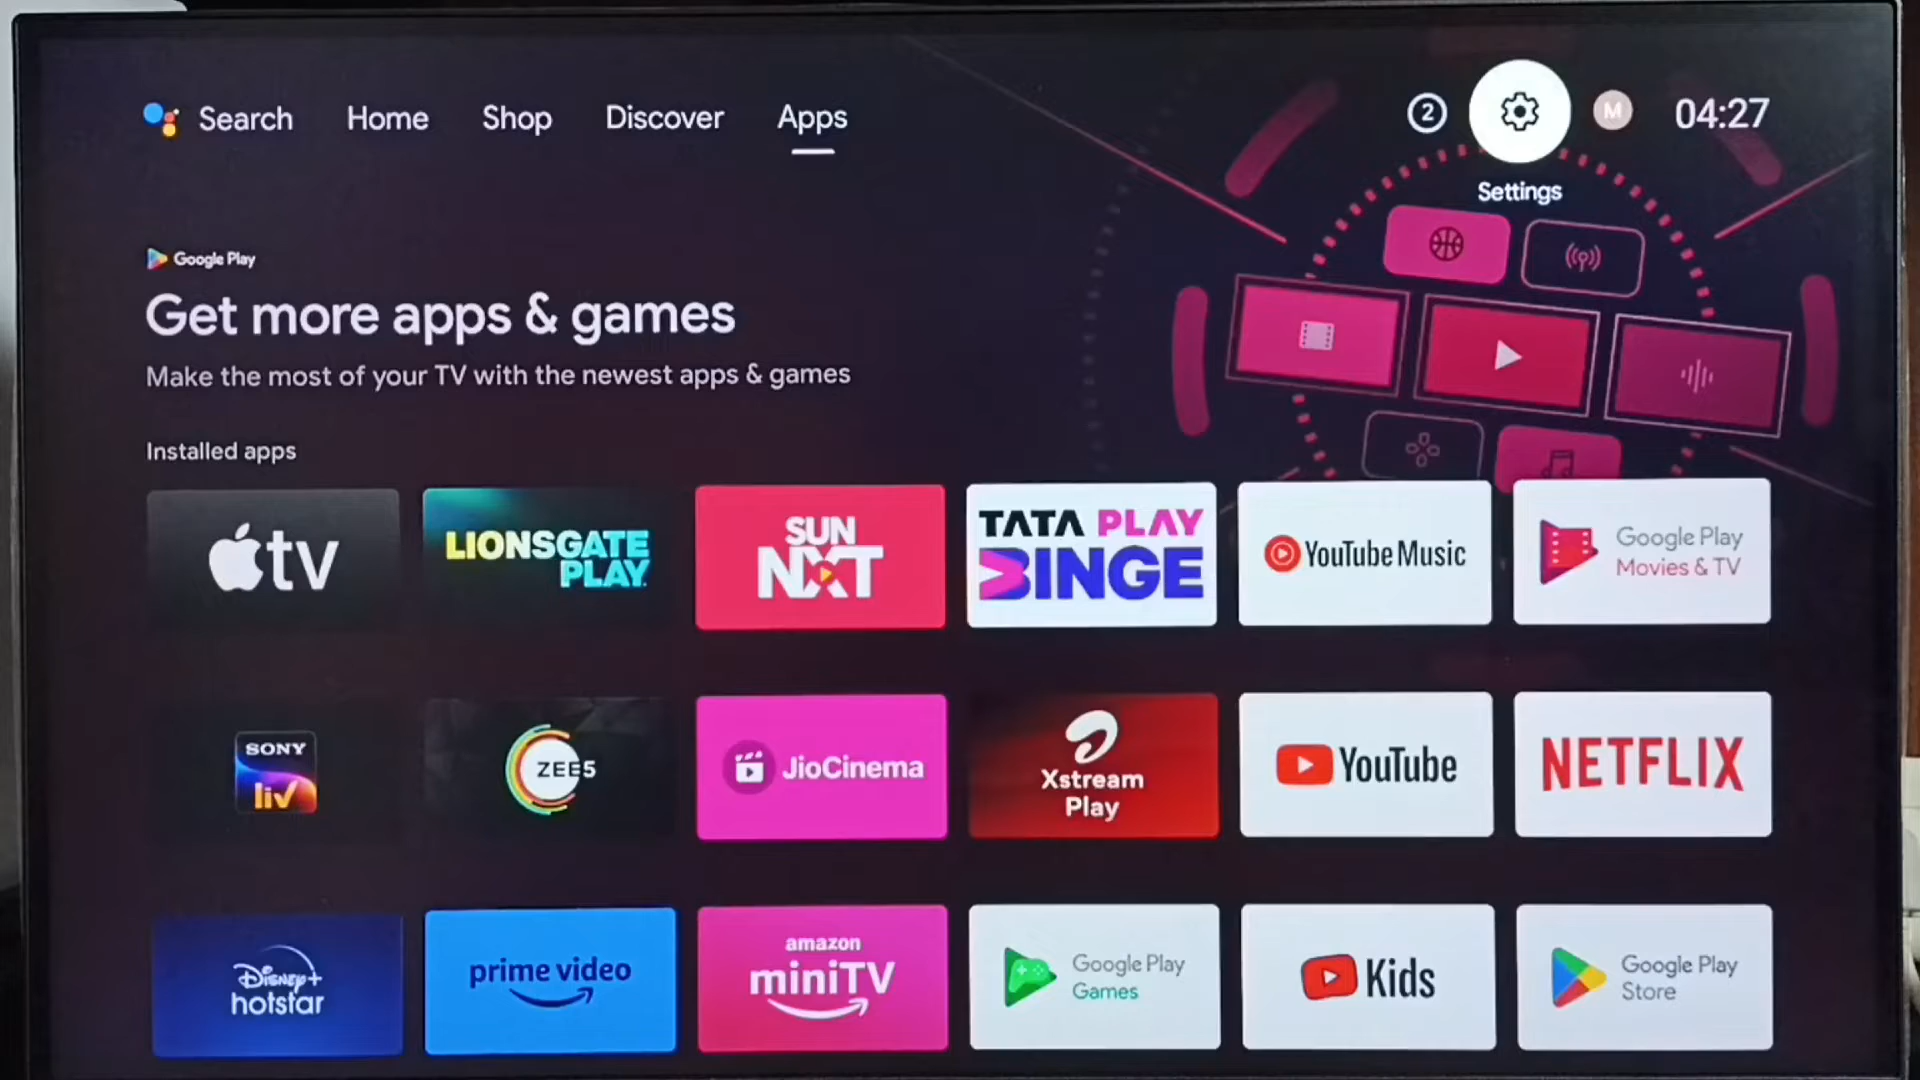 Search Home Shop Discover Apps
2 M 04:27
Settings
Google Play
Get more apps & games
Make the most of your TV with the newest apps & games
Installed apps
tv
LIONSGATE
PLAY
SUN
NXT
TATA PLAY
BINGE
YouTube Music
Google Play
Movies & TV
SONY
liv
ZEE5
JioCinema
Xstream
Play
YouTube
NETFLIX
Disney+
hotstar
prime video
amazon
miniTV
Google Play
Games
Kids
Google Play
Store